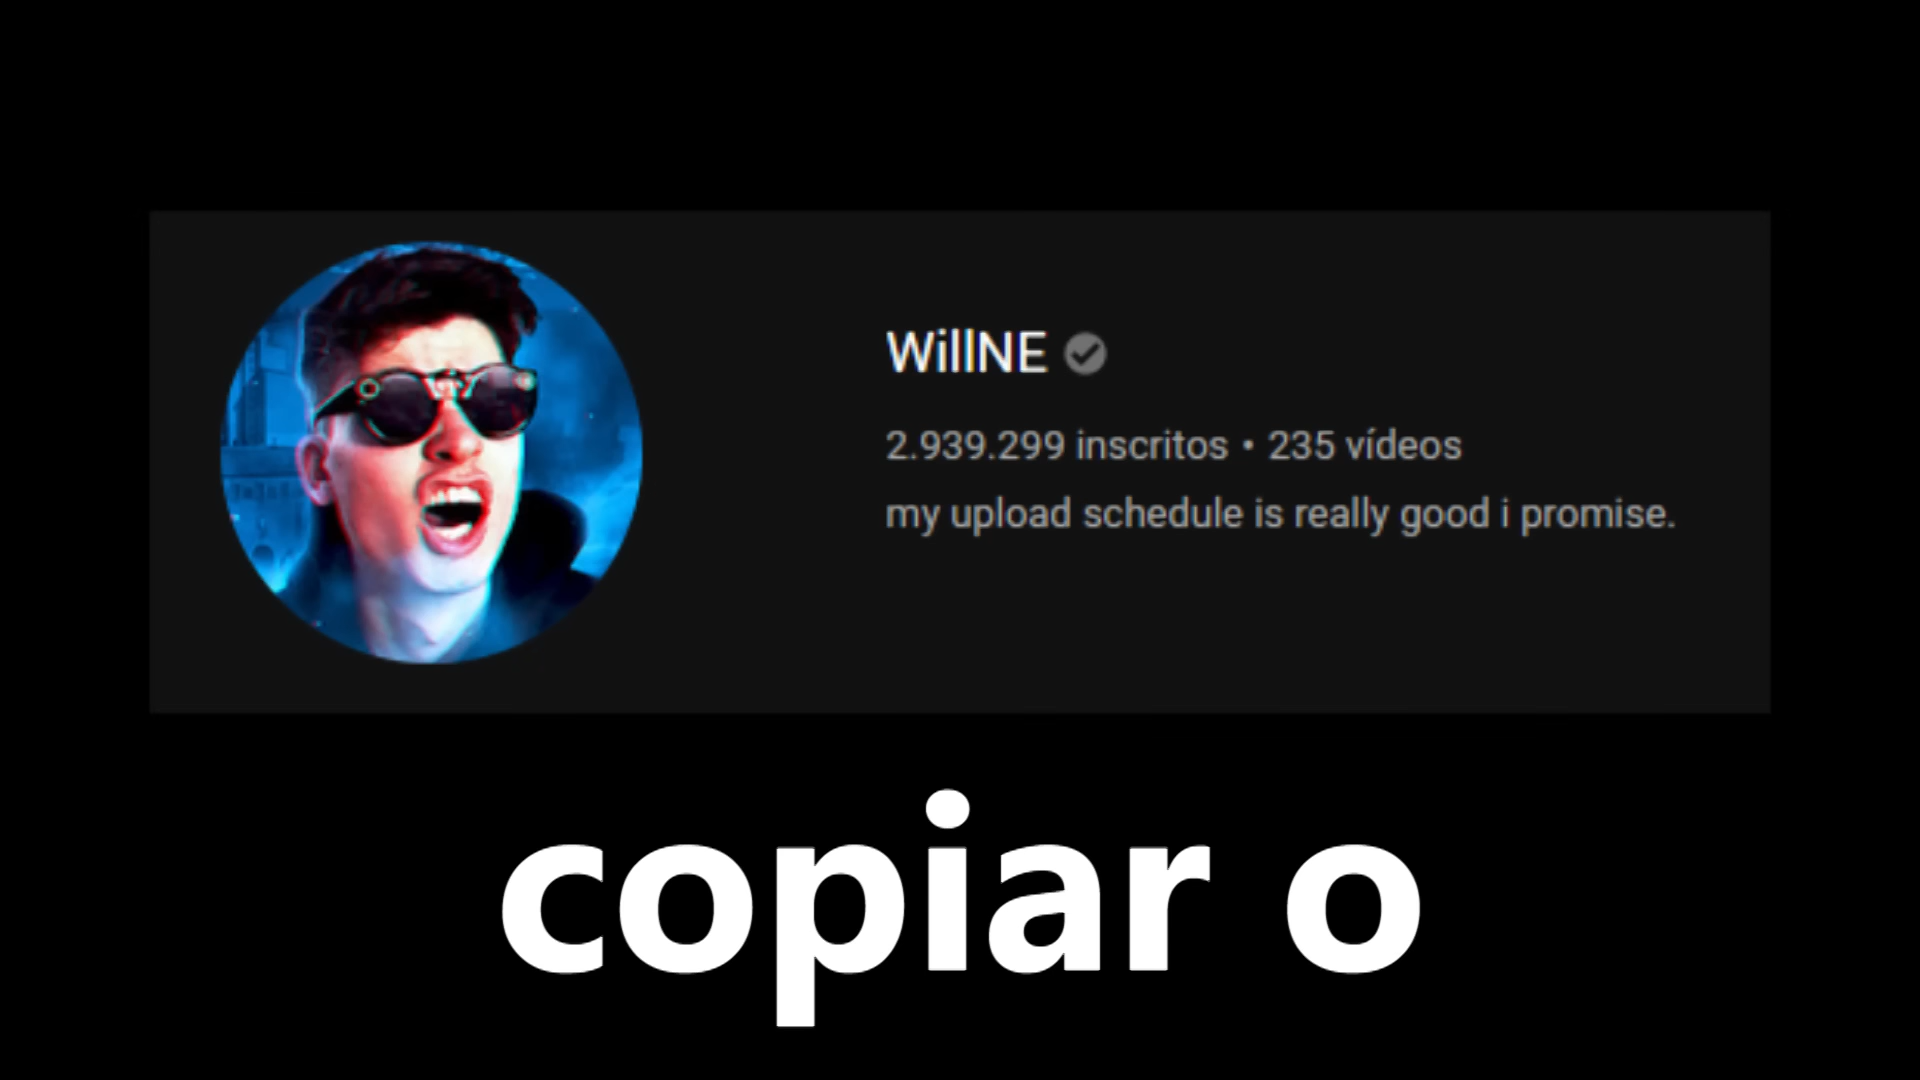 WillNE
2.939.299 inscritos • 235 vídeos
my upload schedule is really good i promise.
copiar o